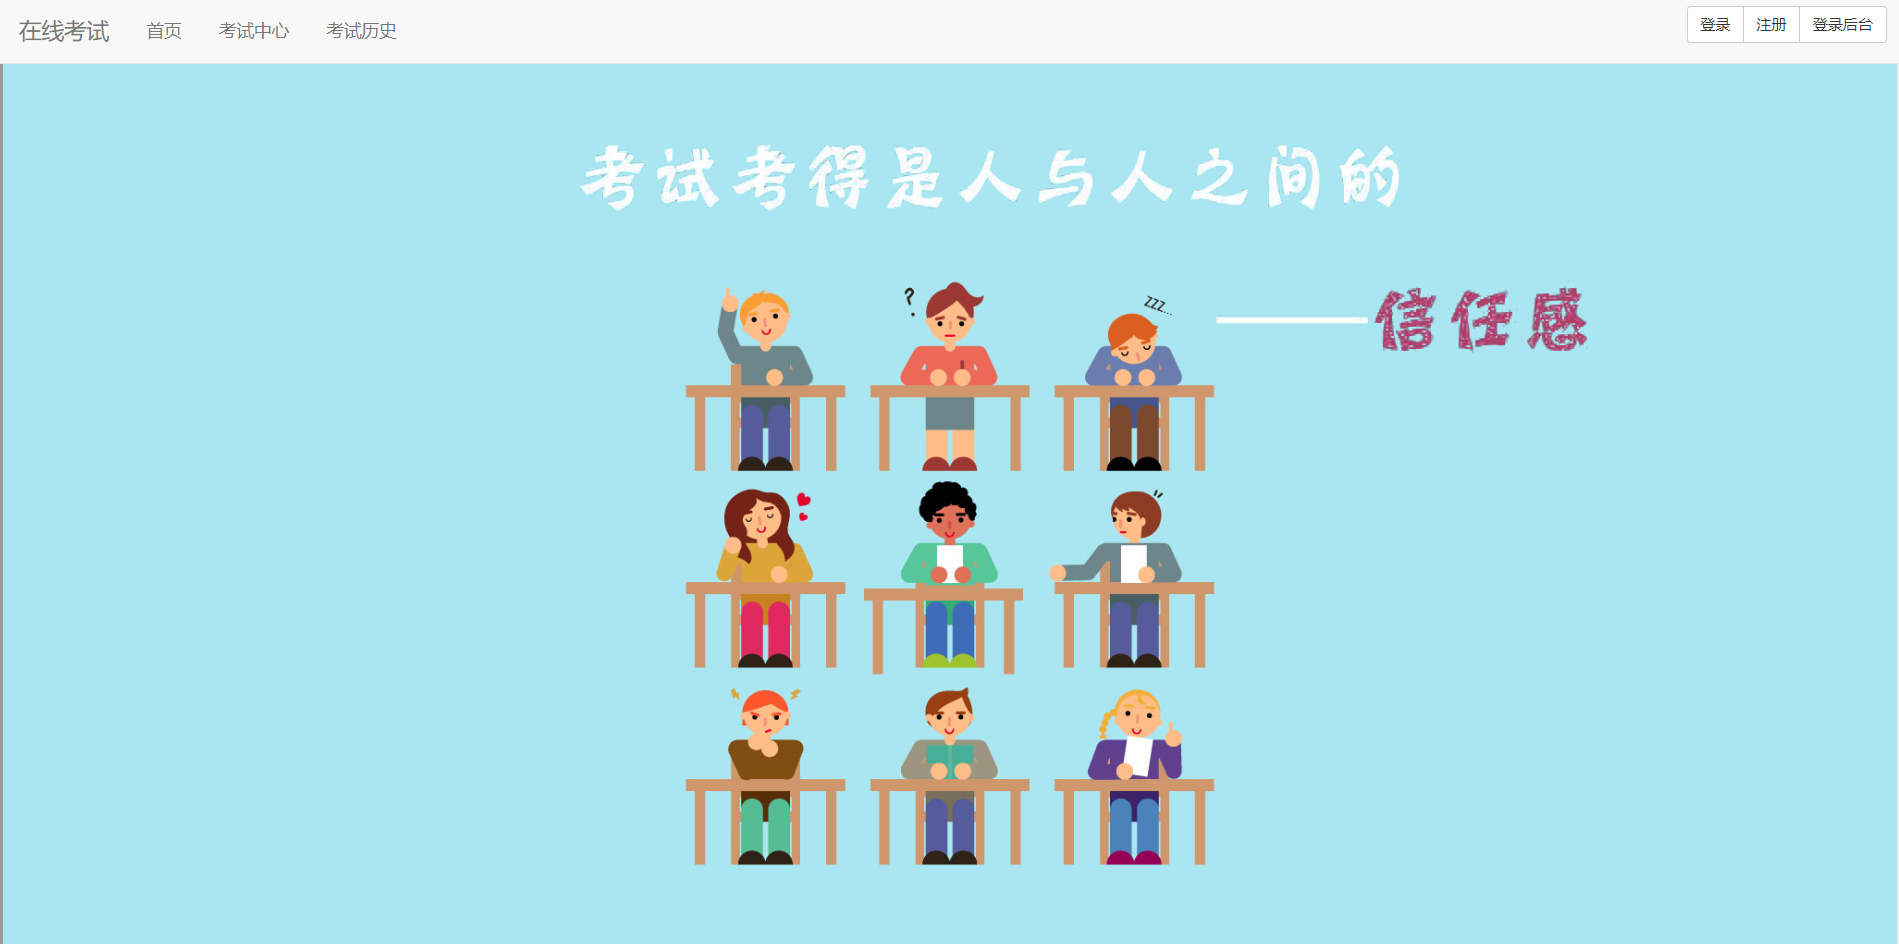 在线考试 首页 考试中心 考试历史 登录 注册 登录后台
考试考得是人与人之间的
?
zzz...
——信任感